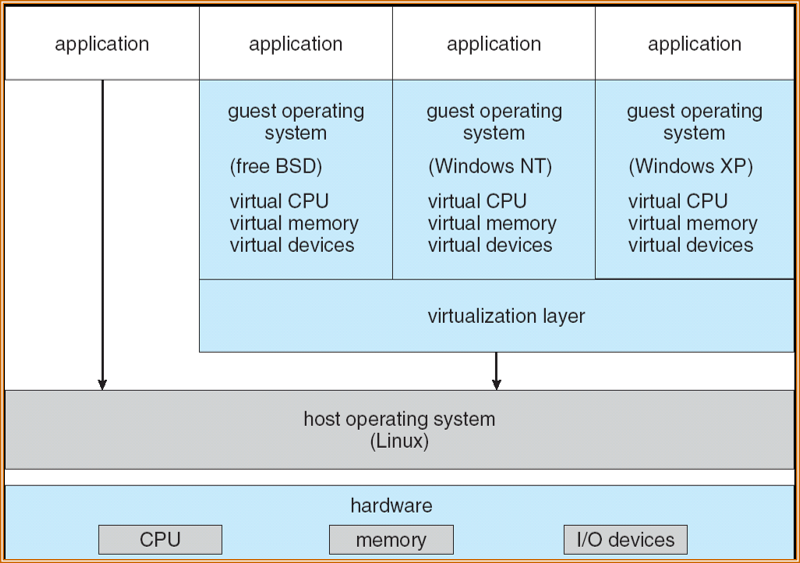 application
application
application
application
guest operating
system
(free BSD)
virtual CPU
virtual memory
virtual devices
guest operating
system
(Windows NT)
virtual CPU
virtual memory
virtual devices
guest operating
system
(Windows XP)
virtual CPU
virtual memory
virtual devices
virtualization layer
host operating system
(Linux)
hardware
CPU
memory
I/O devices